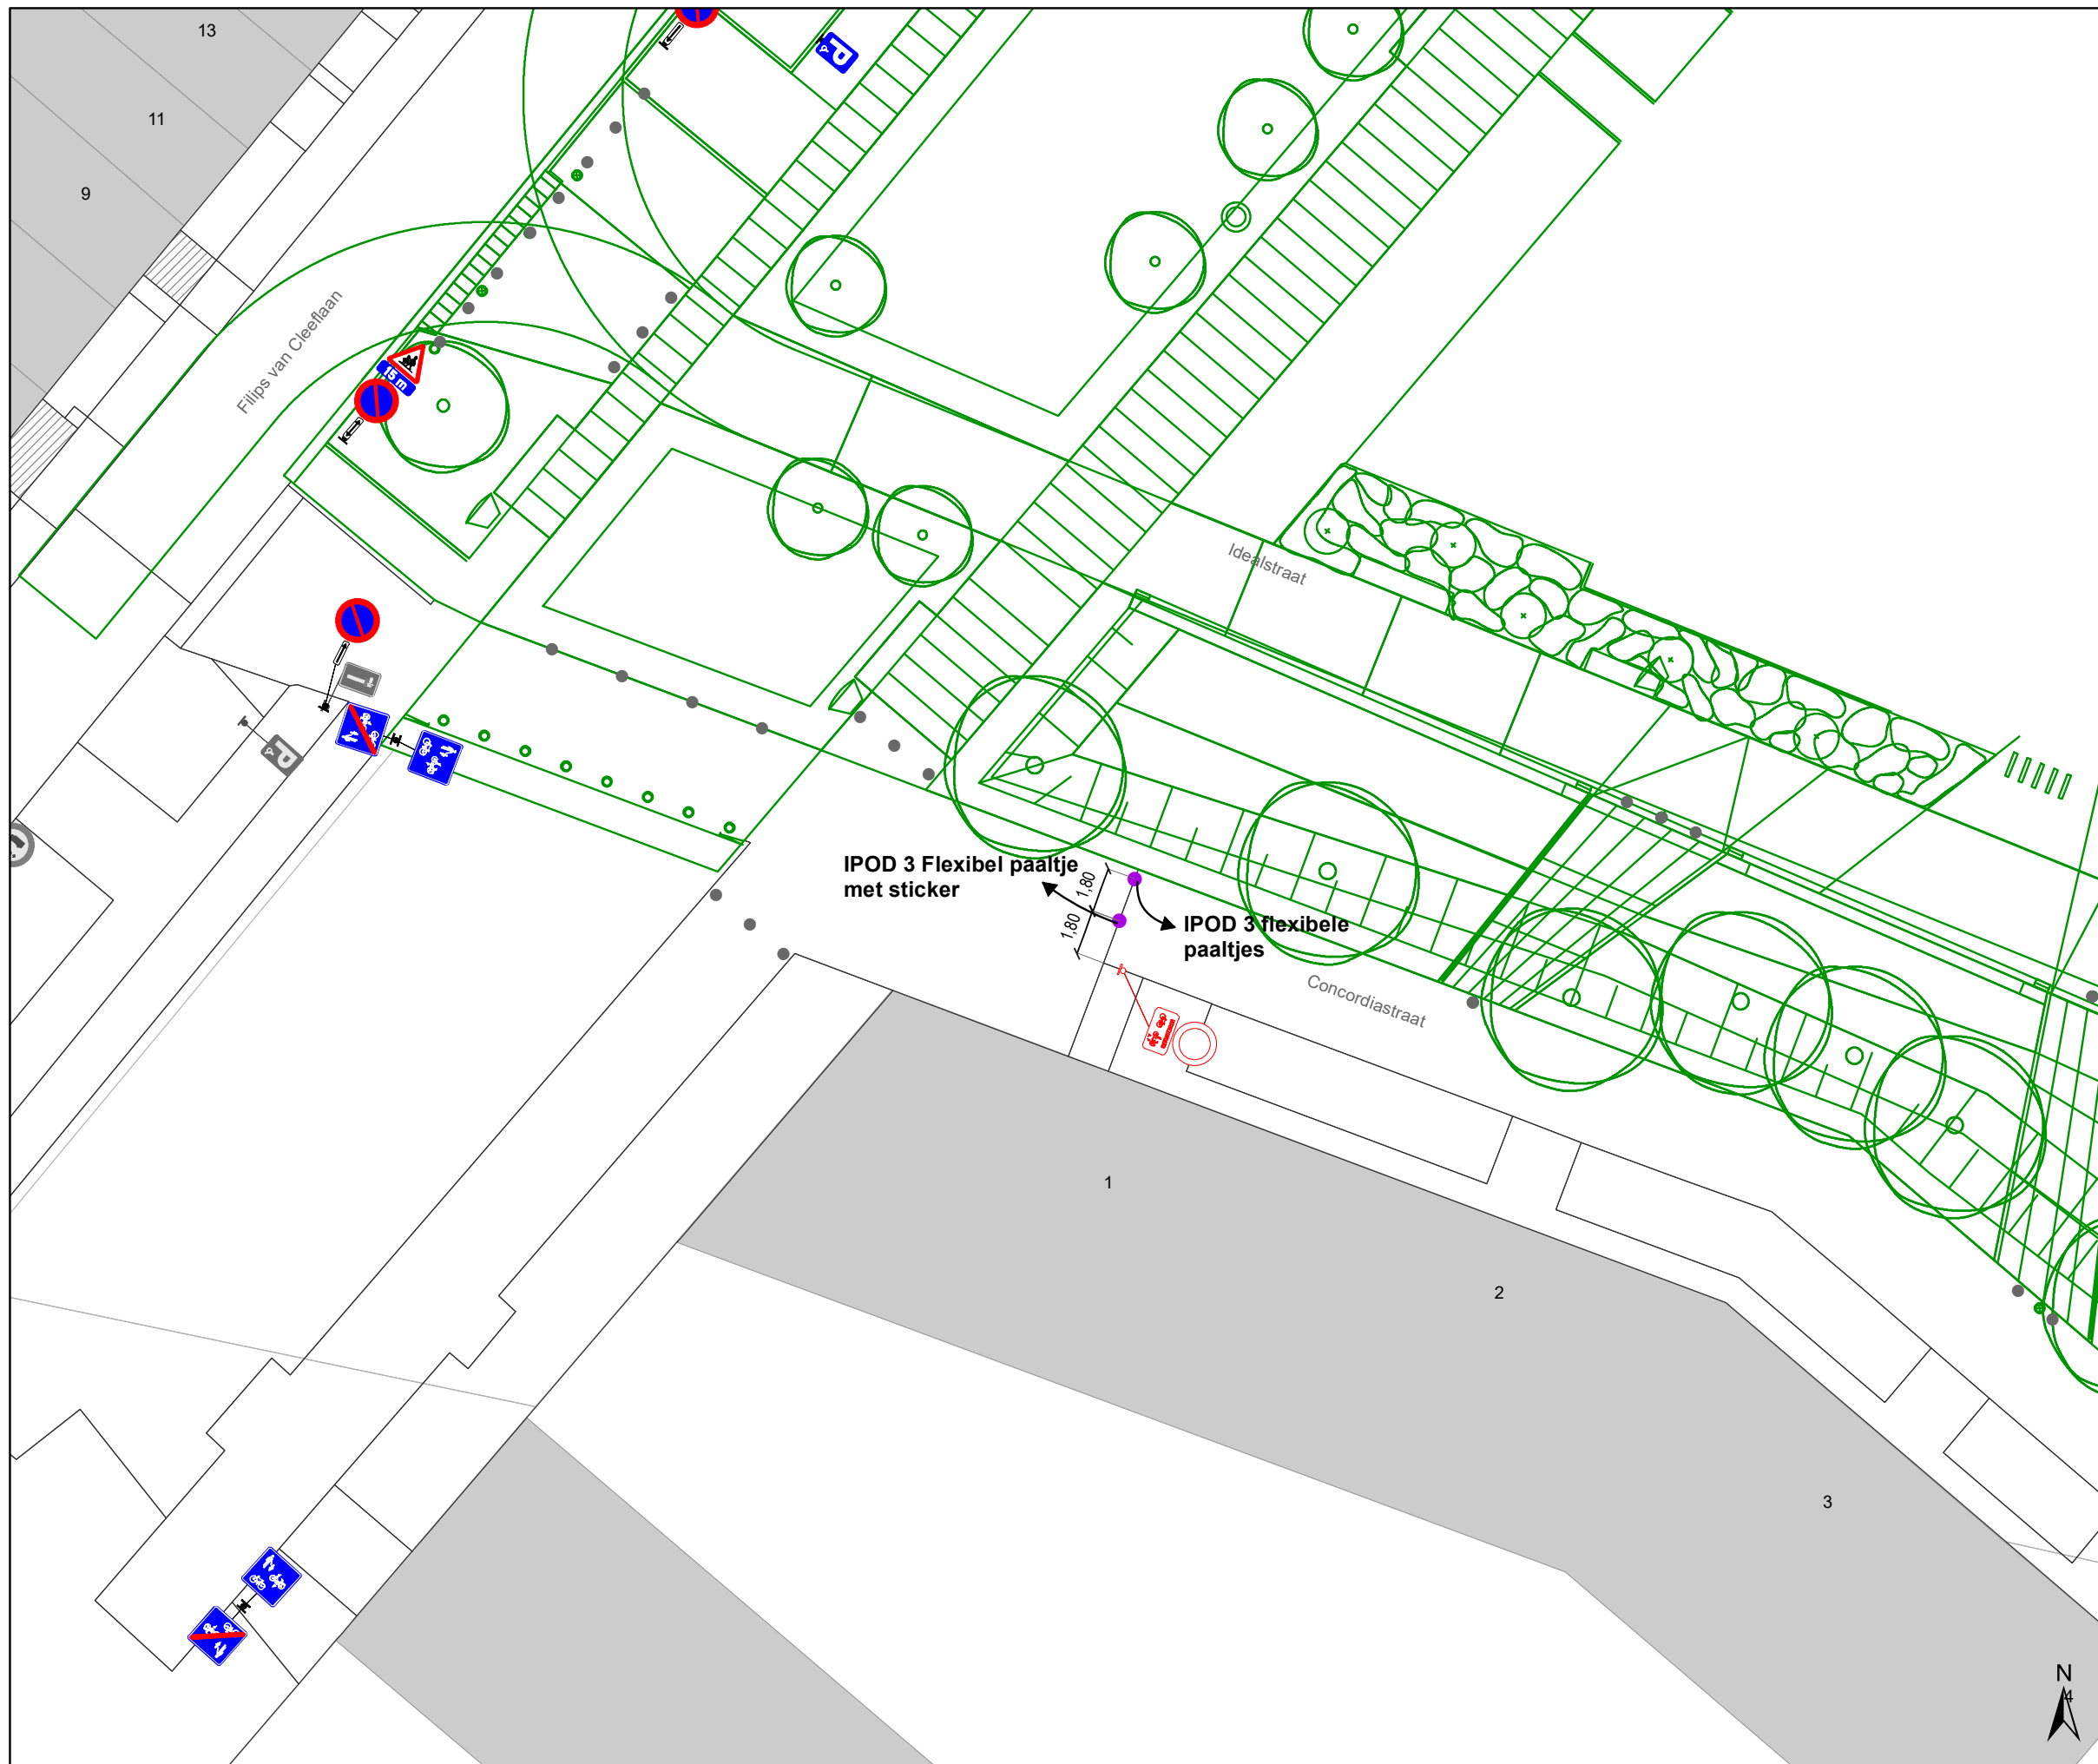 13
11
9
P
Filips van Cleeflaan
15 m
Idealstraat
P
IPOD 3 Flexibel paaltje
met sticker
1,80
1,80
IPOD 3 flexibele
paaltjes
Concordiastraat
1
2
3
N
4